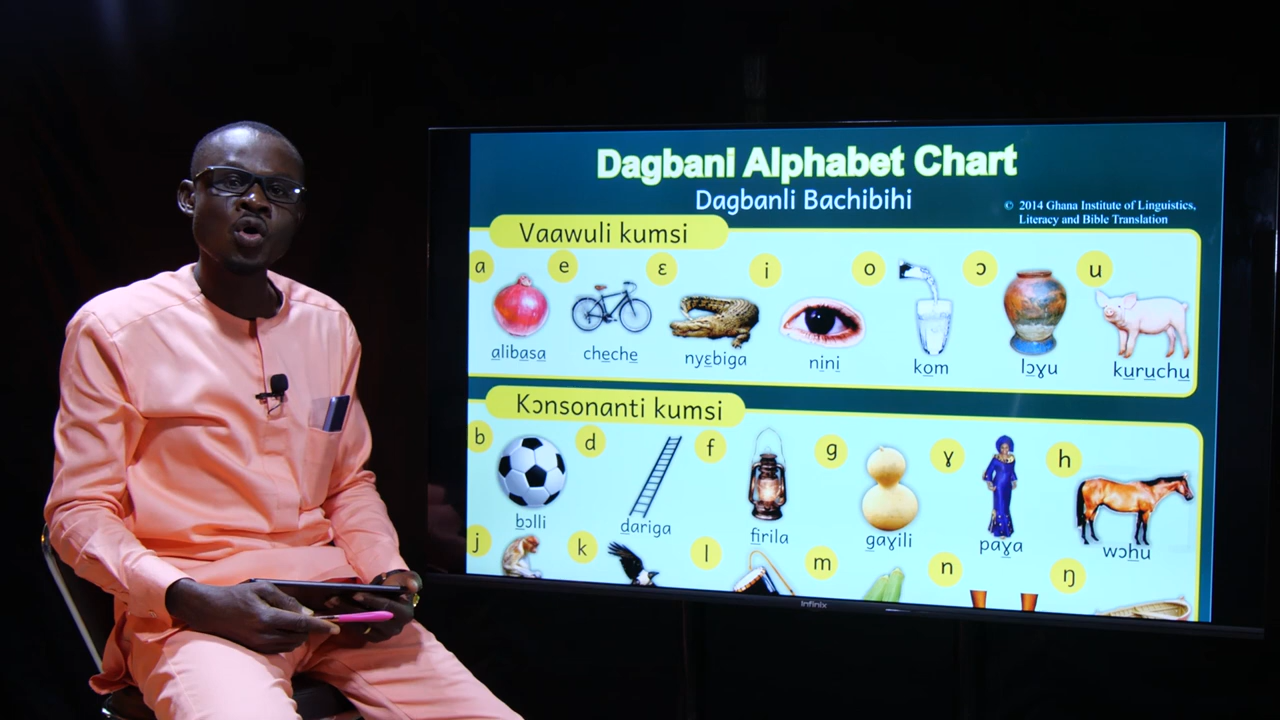 Dagbani Alphabet Chart
Dagbanli Bachibihi
© 2014 Ghana Institute of Linguistics,
Literacy and Bible Translation
Vaawuli kumsi
a e ɛ i o ɔ u
alibasa cheche nyɛbiga nini kom lɔɣu kuruchu
Kɔnsonanti kumsi
b d f g ɣ h
bɔlli dariga firila gaɣili paɣa wɔhu
j k l m n ŋ
Infinix